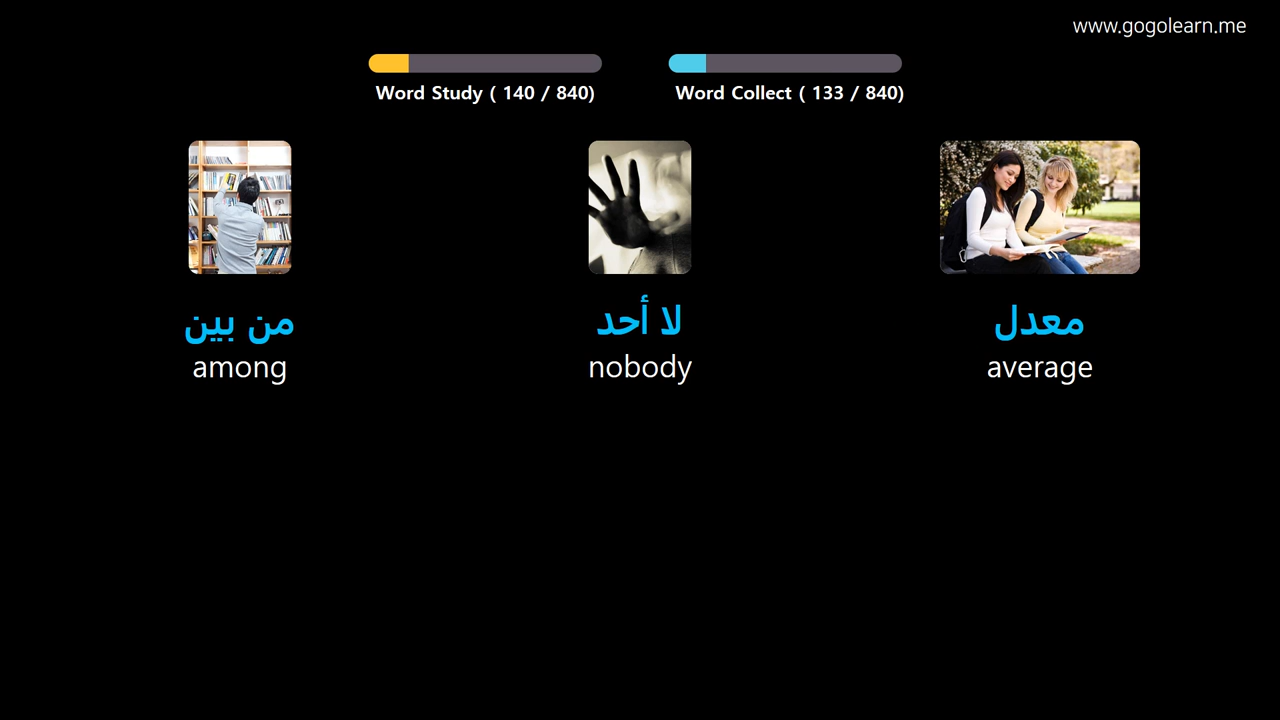 www.gogolearn.me
Word Study ( 140 / 840)
Word Collect ( 133 / 840)
من بين
among
لا أحد
nobody
معدل
average